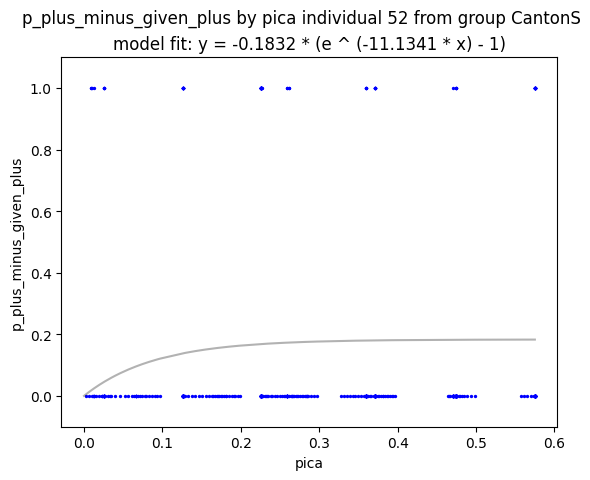 p_plus_minus_given_plus by pica individual 52 from group CantonS
model fit: y = -0.1832 * (e ^ (-11.1341 * x) - 1)
p_plus_minus_given_plus
1.0
0.8
0.6
0.4
0.2
0.0
0.0 0.1 0.2 0.3 0.4 0.5 0.6
pica